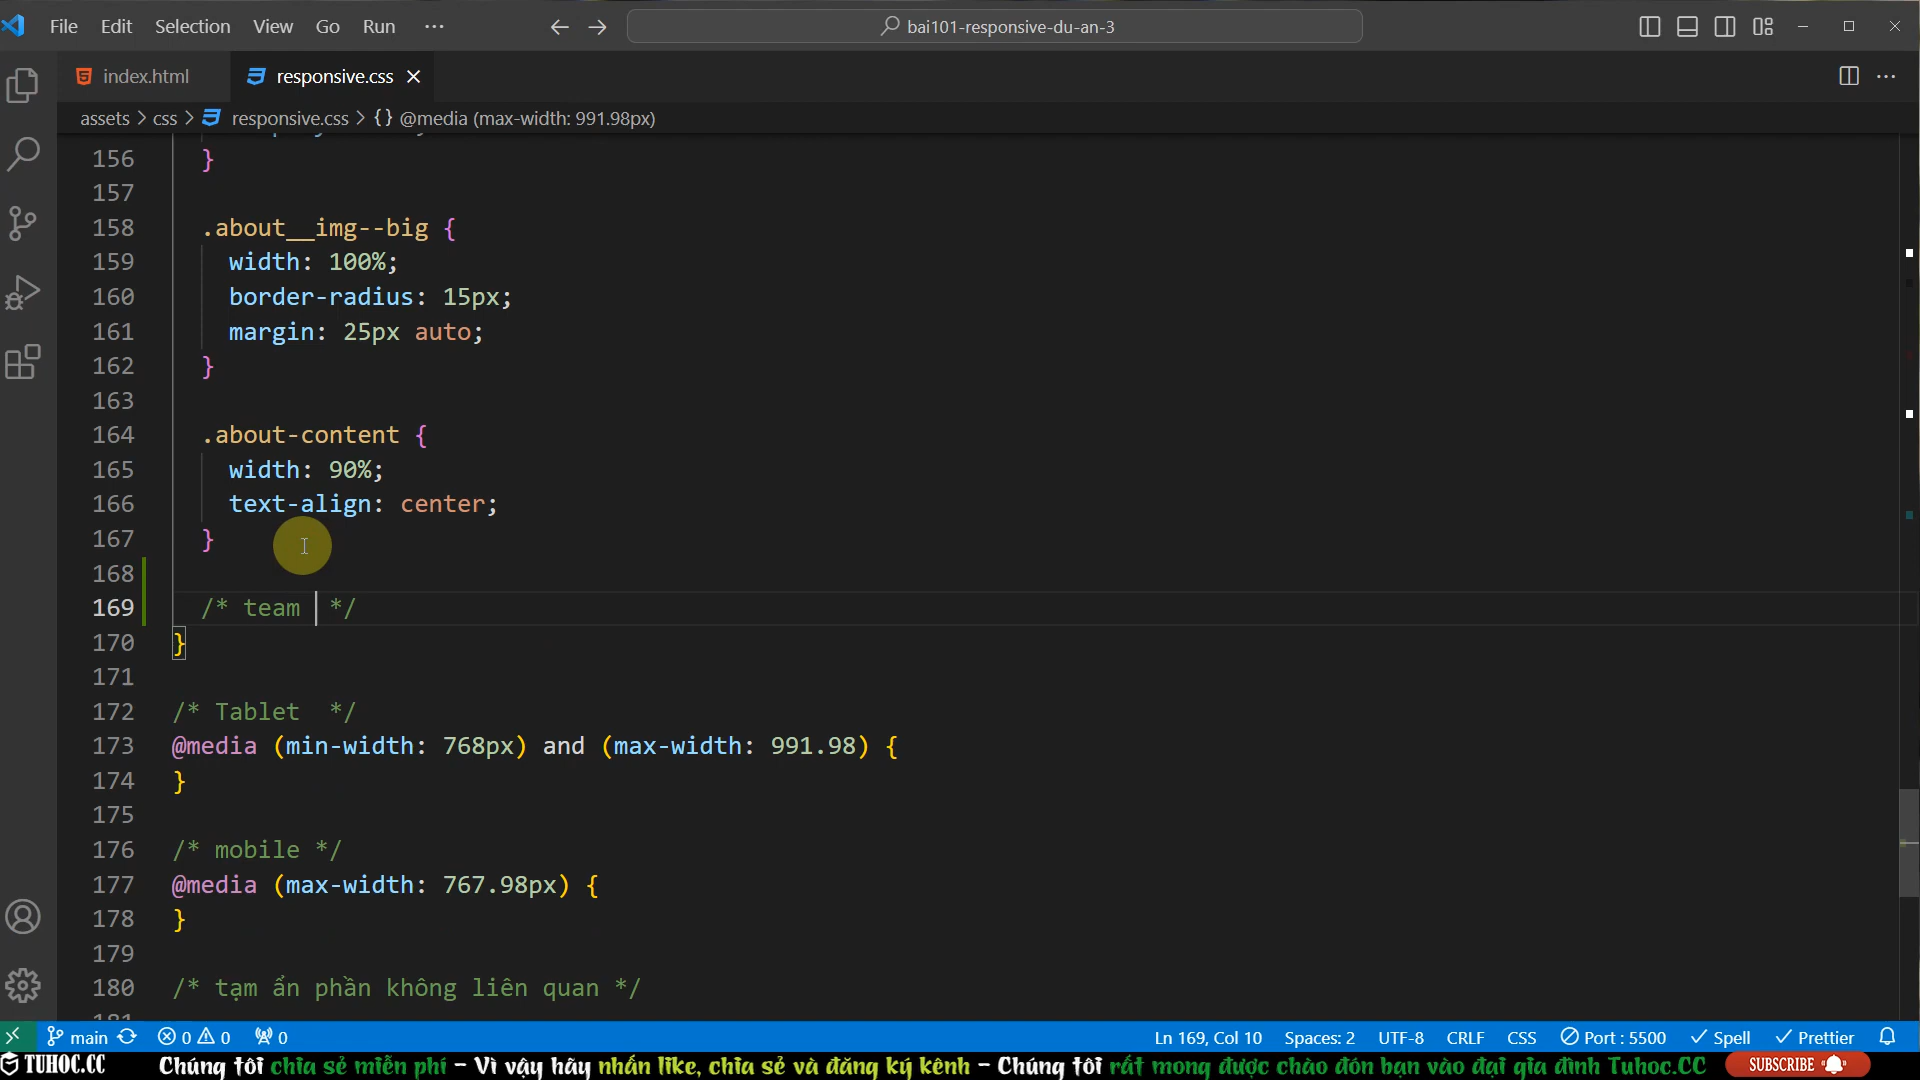 File Edit Selection View Go Run ··· bai101-responsive-du-an-3
index.html responsive.css
assets > css > responsive.css > {} @media (max-width: 991.98px)
156 }
157
158 .about__img--big {
159 width: 100%;
160 border-radius: 15px;
161 margin: 25px auto;
162 }
163
164 .about-content {
165 width: 90%;
166 text-align: center;
167 }
168
169 /* team */
170 }
171
172 /* Tablet */
173 @media (min-width: 768px) and (max-width: 991.98) {
174 }
175
176 /* mobile */
177 @media (max-width: 767.98px) {
178 }
179
180 /* tạm ẩn phần không liên quan */
main 0 0 0 Ln 169, Col 10 Spaces: 2 UTF-8 CRLF CSS Port : 5500 Spell Prettier
TUHOC.CC Chúng tôi chia sẻ miễn phí - Vì vậy hãy nhấn like, chia sẻ và đăng ký kênh - Chúng tôi rất mong được chào đón bạn vào đại gia đình Tuhoc.CC SUBSCRIBE